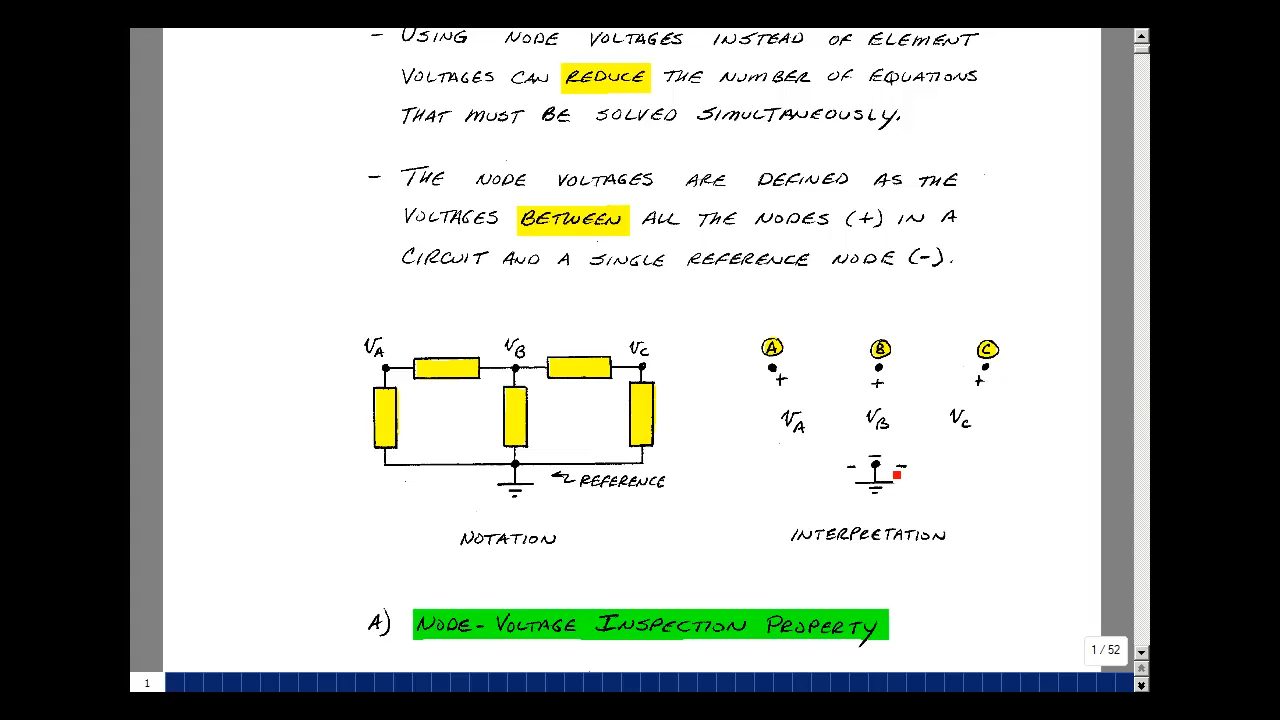 - USING NODE VOLTAGES INSTEAD OF ELEMENT
VOLTAGES CAN REDUCE THE NUMBER OF EQUATIONS
THAT MUST BE SOLVED SIMULTANEOUSLY.
- THE NODE VOLTAGES ARE DEFINED AS THE
VOLTAGES BETWEEN ALL THE NODES (+) IN A
CIRCUIT AND A SINGLE REFERENCE NODE (-).
VA VB VC
A B C
+ + +
VA VB VC
- - -
REFERENCE
NOTATION
INTERPRETATION
A) NODE-VOLTAGE INSPECTION PROPERTY
1 / 52
1